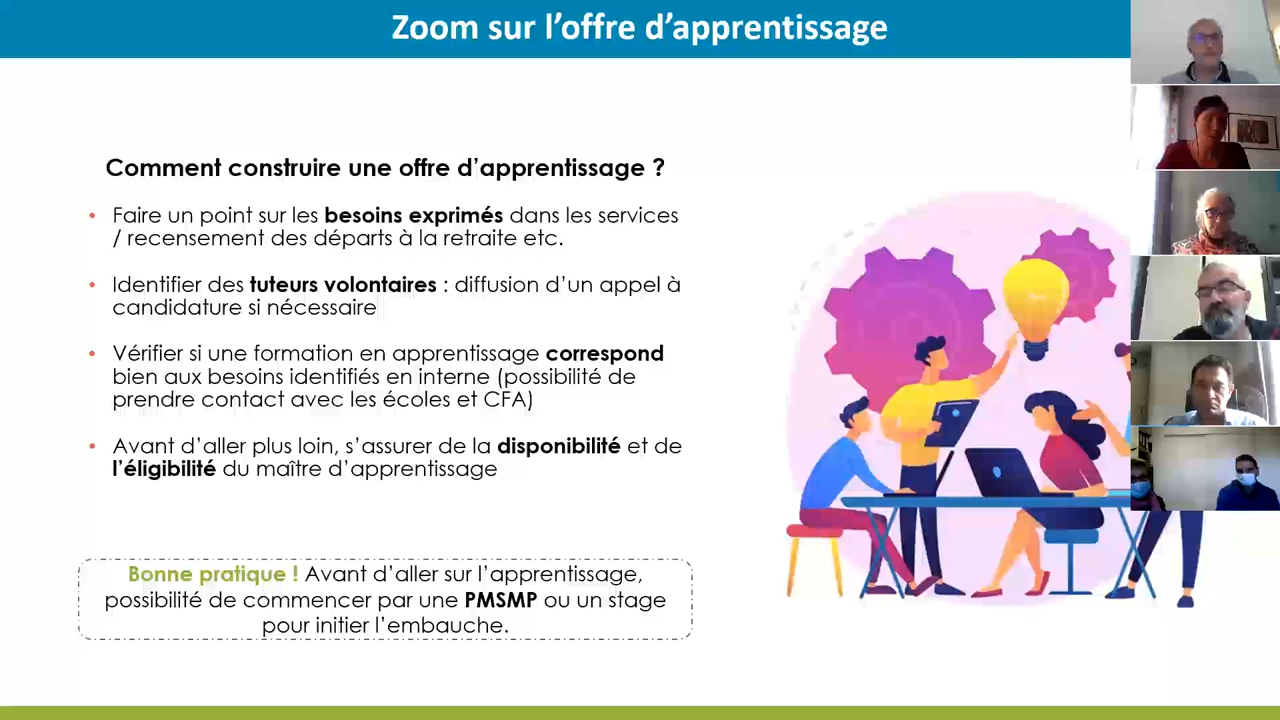 Zoom sur l’offre d’apprentissage
Comment construire une offre d’apprentissage ?
• Faire un point sur les besoins exprimés dans les services
/ recensement des départs à la retraite etc.
• Identifier des tuteurs volontaires : diffusion d’un appel à
candidature si nécessaire
• Vérifier si une formation en apprentissage correspond
bien aux besoins identifiés en interne (possibilité de
prendre contact avec les écoles et CFA)
• Avant d’aller plus loin, s’assurer de la disponibilité et de
l’éligibilité du maître d’apprentissage
Bonne pratique ! Avant d’aller sur l’apprentissage,
possibilité de commencer par une PMSMP ou un stage
pour initier l’embauche.